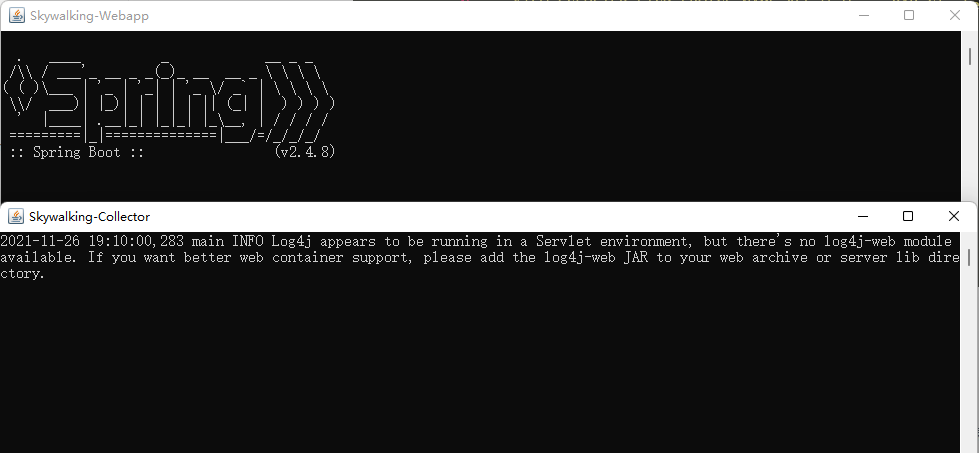 Skywalking-Webapp
  .   ____          _            __ _ _
 /\\ / ___'_ __ _ _(_)_ __  __ _ \ \ \ \
( ( )\___ | '_ | '_| | '_ \/ _` | \ \ \ \
 \\/  ___)| |_)| | | | | || (_| |  ) ) ) )
  '  |____| .__|_| |_|_| |_\__, | / / / /
 =========|_|==============|___/=/_/_/_/
 :: Spring Boot ::                (v2.4.8)
Skywalking-Collector
2021-11-26 19:10:00,283 main INFO Log4j appears to be running in a Servlet environment, but there's no log4j-web module
available. If you want better web container support, please add the log4j-web JAR to your web archive or server lib dire
ctory.